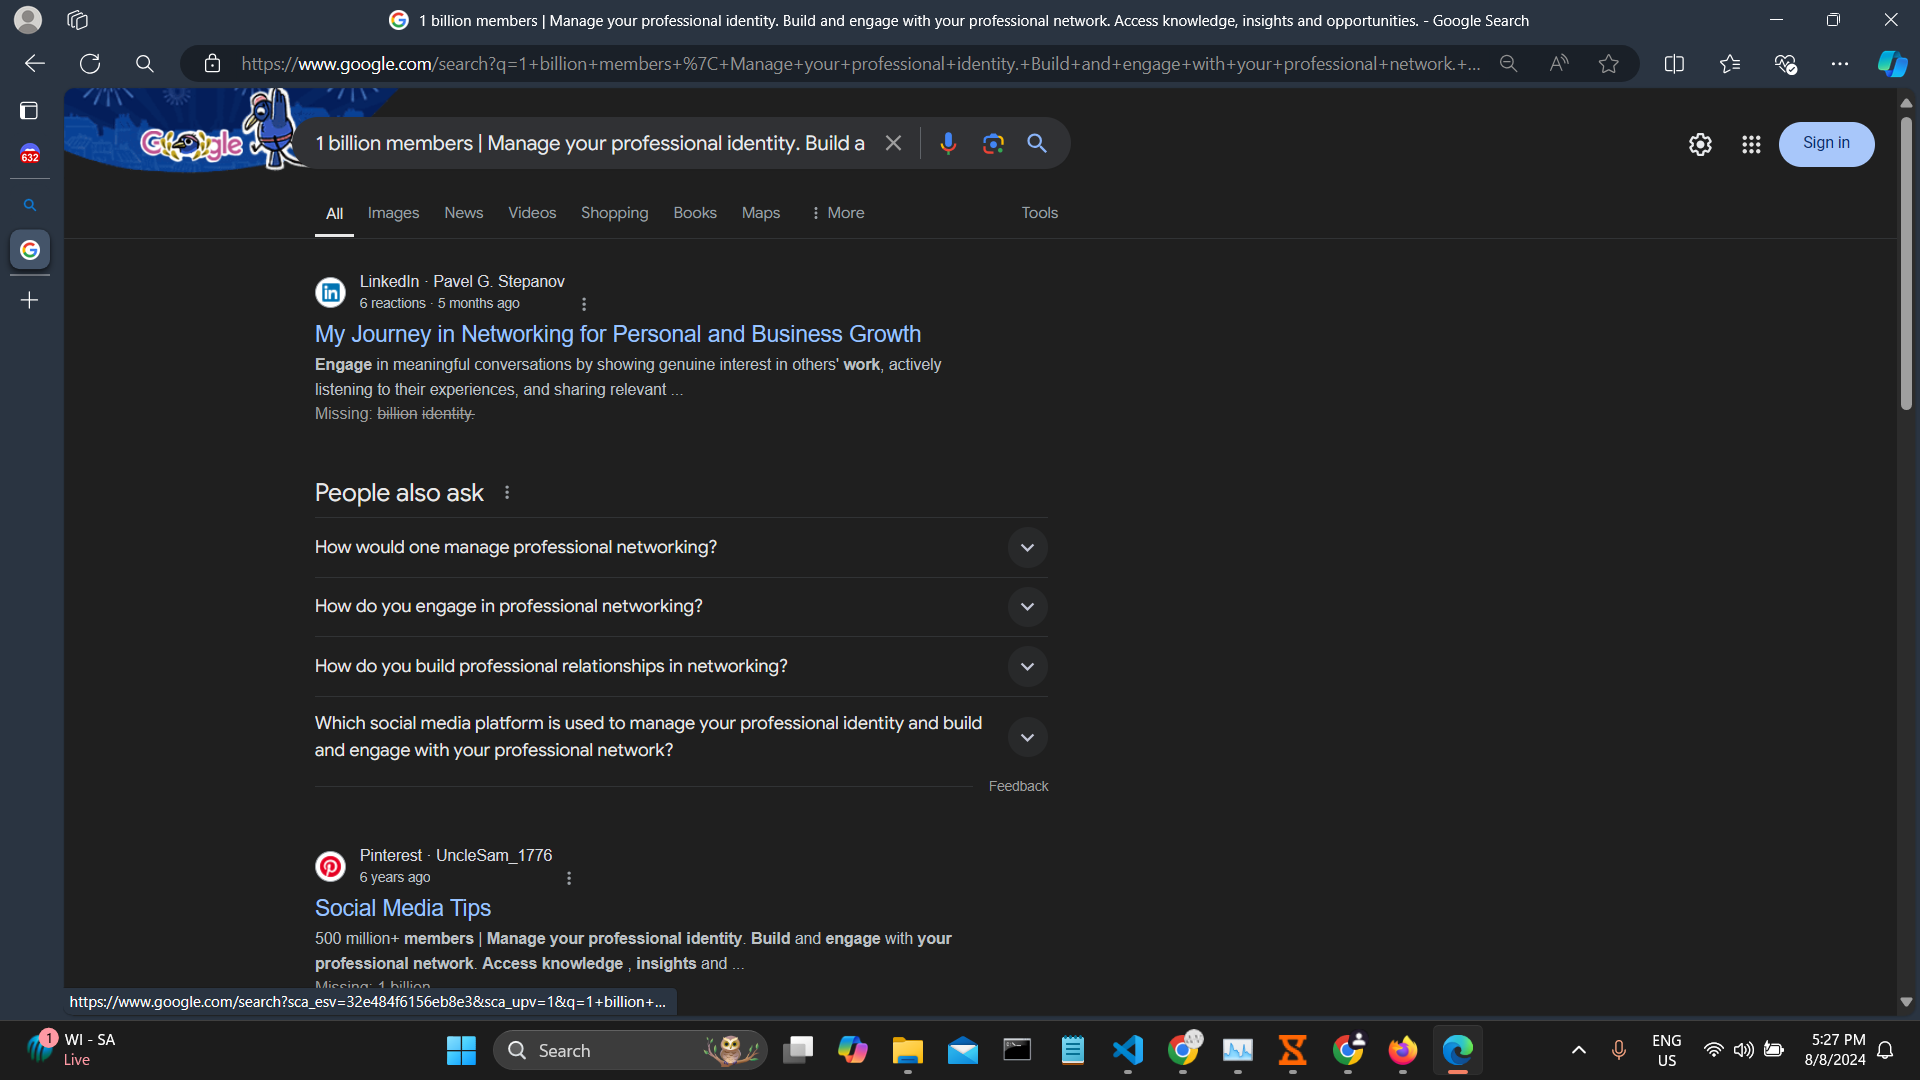 1 billion members | Manage your professional identity. Build and engage with your professional network. Access knowledge, insights and opportunities. - Google Search
https://www.google.com/search?q=1+billion+members+%7C+Manage+your+professional+identity.+Build+and+engage+with+your+professional+network.+...
632
Google
1 billion members | Manage your professional identity. Build a
Sign in
All Images News Videos Shopping Books Maps More Tools
LinkedIn · Pavel G. Stepanov
6 reactions · 5 months ago
My Journey in Networking for Personal and Business Growth
Engage in meaningful conversations by showing genuine interest in others' work, actively
listening to their experiences, and sharing relevant ...
Missing: billion identity.
People also ask
How would one manage professional networking?
How do you engage in professional networking?
How do you build professional relationships in networking?
Which social media platform is used to manage your professional identity and build
and engage with your professional network?
Feedback
Pinterest · UncleSam_1776
6 years ago
Social Media Tips
500 million+ members | Manage your professional identity. Build and engage with your
professional network. Access knowledge , insights and ...
Missing: 1 billion
https://www.google.com/search?sca_esv=32e484f6156eb8e3&sca_upv=1&q=1+billion+...
1
WI - SA
Live
Search
ENG
US
5:27 PM
8/8/2024